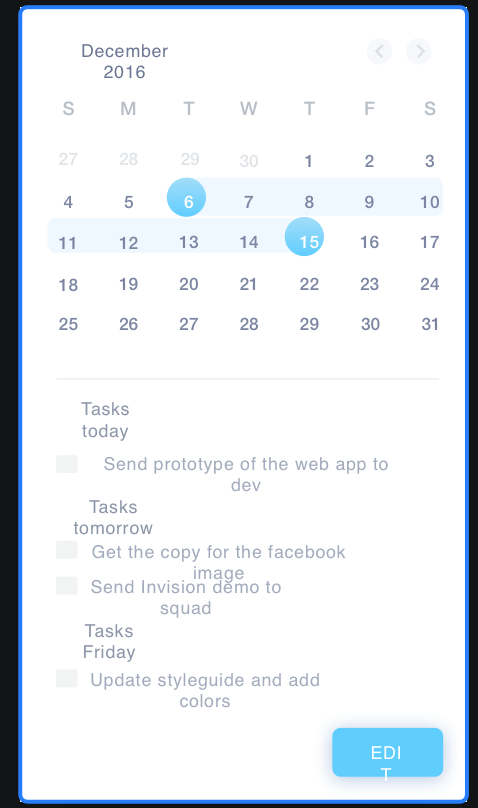 December
2016
S M T W T F S
27 28 29 30 1 2 3
4 5 6 7 8 9 10
11 12 13 14 15 16 17
18 19 20 21 22 23 24
25 26 27 28 29 30 31
Tasks
today
Send prototype of the web app to
dev
Tasks
tomorrow
Get the copy for the facebook
image
Send Invision demo to
squad
Tasks
Friday
Update styleguide and add
colors
EDI
T